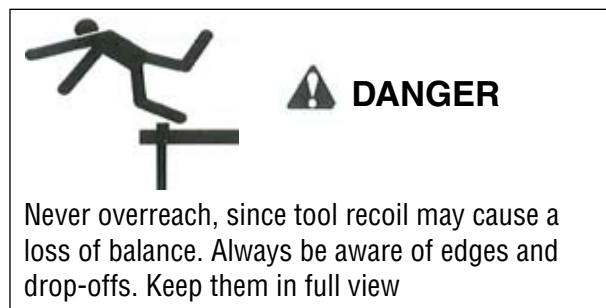 DANGER
Never overreach, since tool recoil may cause a
loss of balance. Always be aware of edges and
drop-offs. Keep them in full view